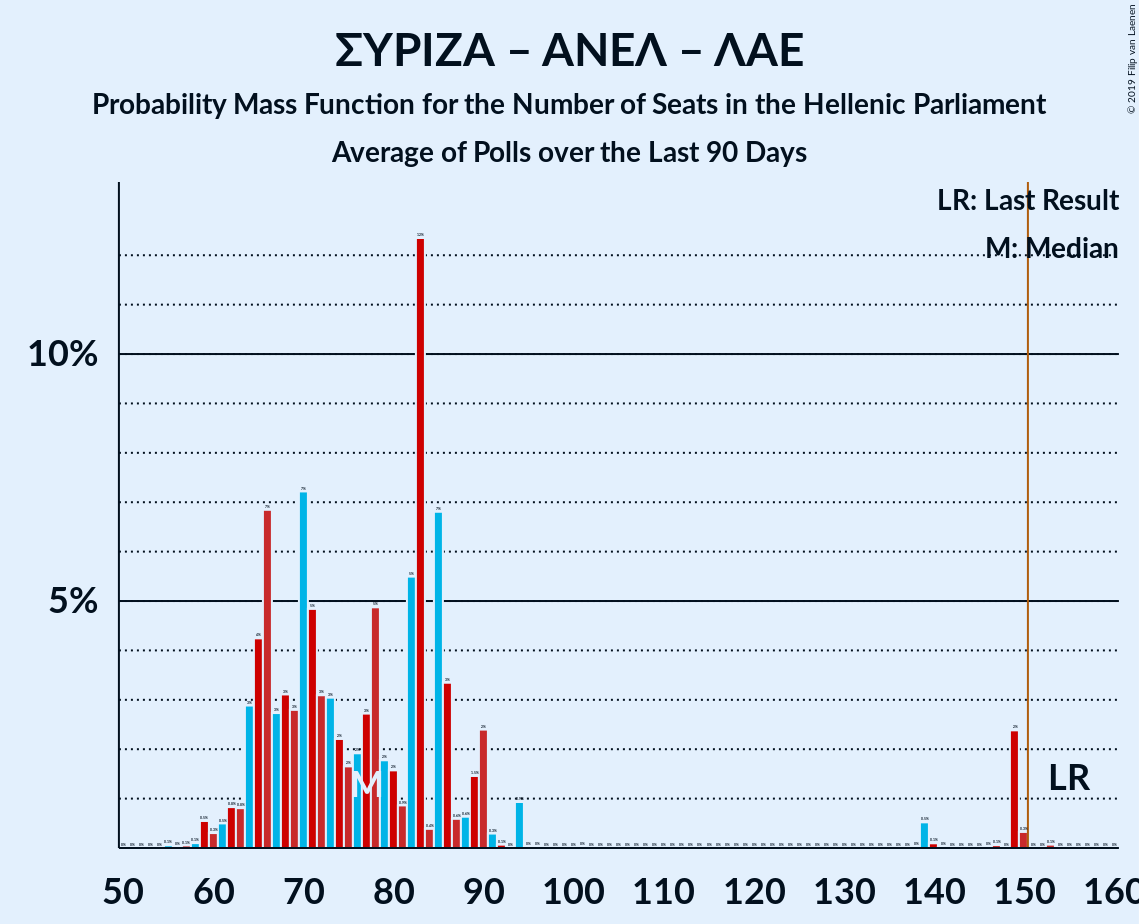 ΣΥΡΙΖΑ – ΑΝΕΛ – ΛΑΕ
Probability Mass Function for the Number of Seats in the Hellenic Parliament
Average of Polls over the Last 90 Days
© 2019 Filip van Laenen
LR: Last Result
M: Median
10%
5%
M
LR
50 60 70 80 90 100 110 120 130 140 150 160